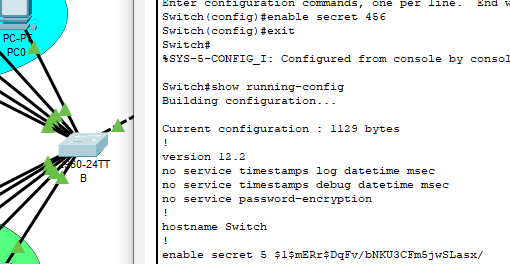 Enter configuration commands, one per line. End w
Switch(config)#enable secret 456
Switch(config)#exit
Switch#
%SYS-5-CONFIG_I: Configured from console by consol
Switch#show running-config
Building configuration...
Current configuration : 1129 bytes
!
version 12.2
no service timestamps log datetime msec
no service timestamps debug datetime msec
no service password-encryption
!
hostname Switch
!
enable secret 5 $1$mERr$DqFv/bNKU3CFm5jwSLasx/
PC-PT
PC0
60-24TT
B